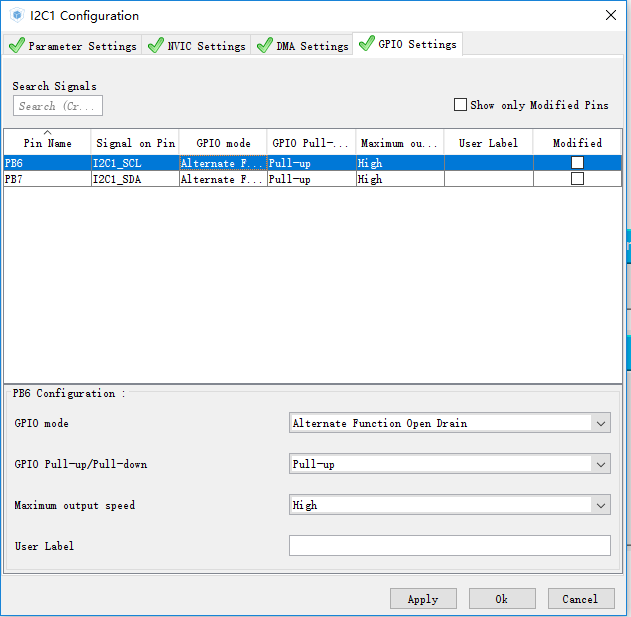 I2C1 Configuration
Parameter Settings NVIC Settings DMA Settings GPIO Settings
Search Signals
Search (Cr...
Show only Modified Pins
Pin Name Signal on Pin GPIO mode GPIO Pull-... Maximum ou... User Label Modified
PB6 I2C1_SCL Alternate F... Pull-up High
PB7 I2C1_SDA Alternate F... Pull-up High
PB6 Configuration :
GPIO mode Alternate Function Open Drain
GPIO Pull-up/Pull-down Pull-up
Maximum output speed High
User Label
Apply Ok Cancel